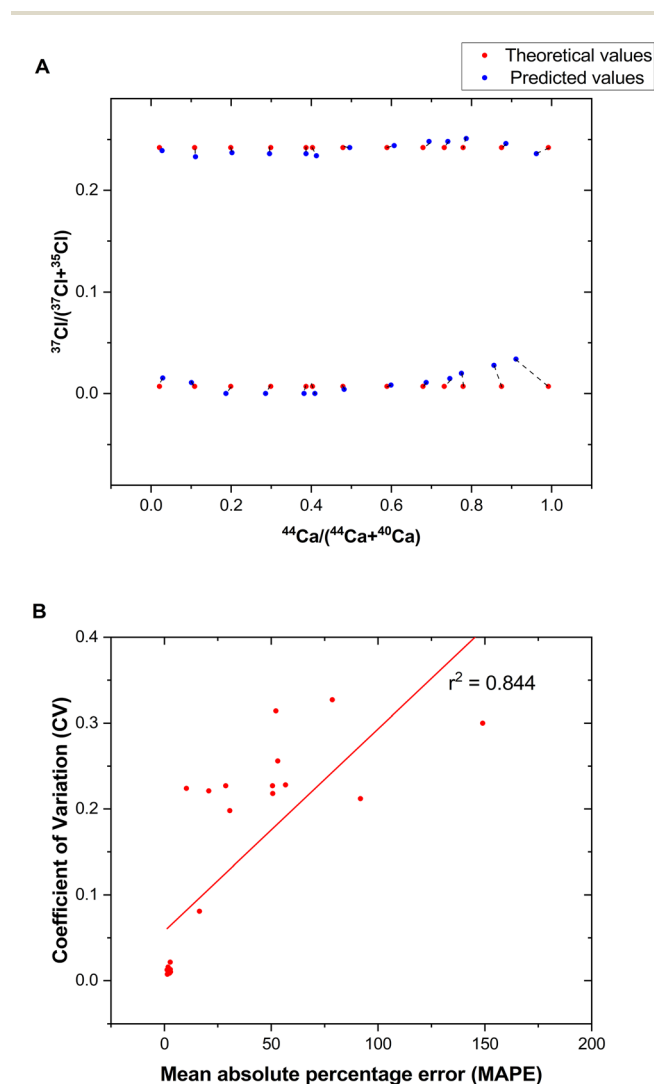 A
Theoretical values
Predicted values
³⁷Cl/(³⁷Cl+³⁵Cl)
0.2
0.1
0.0
0.0 0.2 0.4 0.6 0.8 1.0
⁴⁴Ca/(⁴⁴Ca+⁴⁰Ca)
B
Coefficient of Variation (CV)
0.4
0.3
0.2
0.1
0.0
r² = 0.844
0 50 100 150 200
Mean absolute percentage error (MAPE)